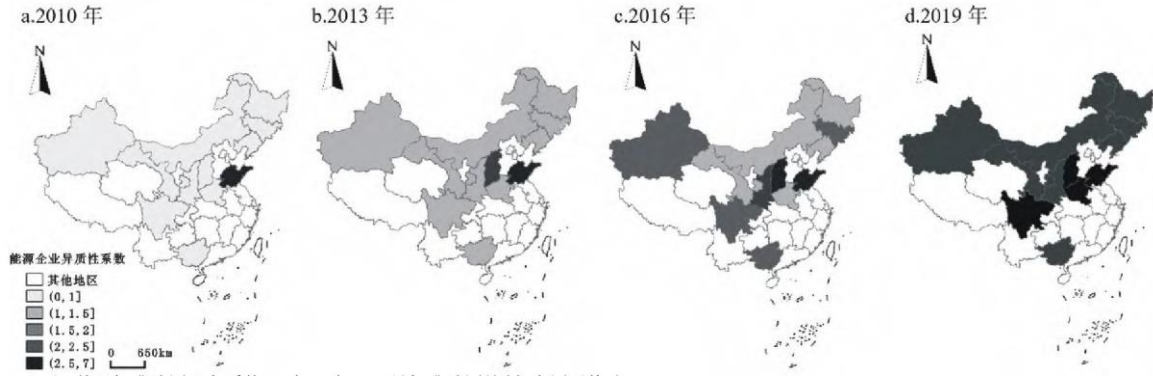 a.2010 年
b.2013 年
c.2016 年
d.2019 年
N
N
N
N
能源企业异质性系数
其他地区
(0,1]
(1,1.5]
(1.5,2]
(2,2.5]
(2.5,7]
0 650km